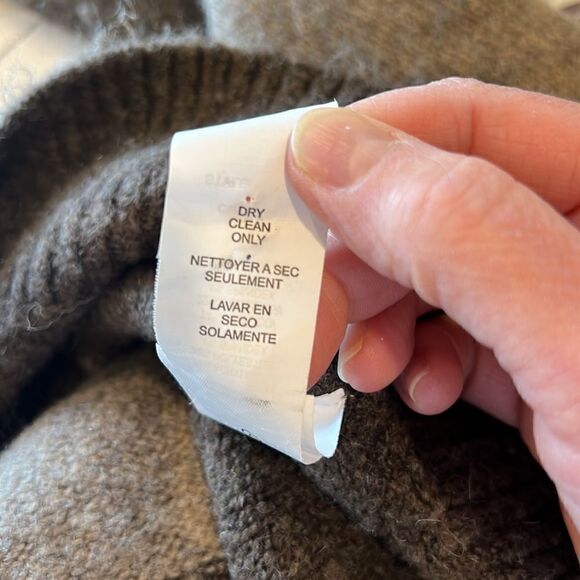 DRY
CLEAN
ONLY
NETTOYER A SEC
SEULEMENT
LAVAR EN
SECO
SOLAMENTE